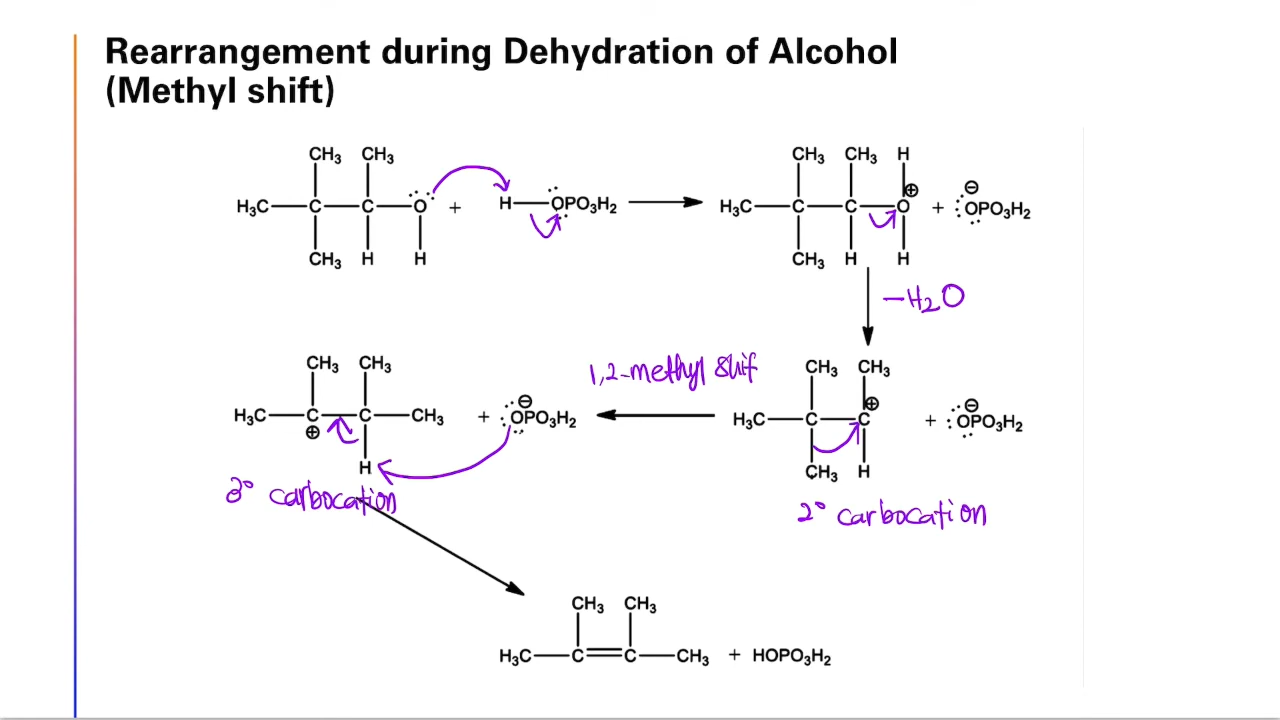 Rearrangement during Dehydration of Alcohol
(Methyl shift)
CH₃ CH₃
H₃C C C O + H OPO₃H₂
CH₃ H H
CH₃ CH₃ H
H₃C C C O ⊕ + OPO₃H₂ ⊖
CH₃ H H
–H₂O
CH₃ CH₃
H₃C C C ⊕ + OPO₃H₂ ⊖
CH₃ H
2° carbocation
1,2-methyl shif
CH₃ CH₃
H₃C C C CH₃ + OPO₃H₂ ⊖
⊕
H
3° carbocation
CH₃ CH₃
H₃C C C CH₃ + HOPO₃H₂